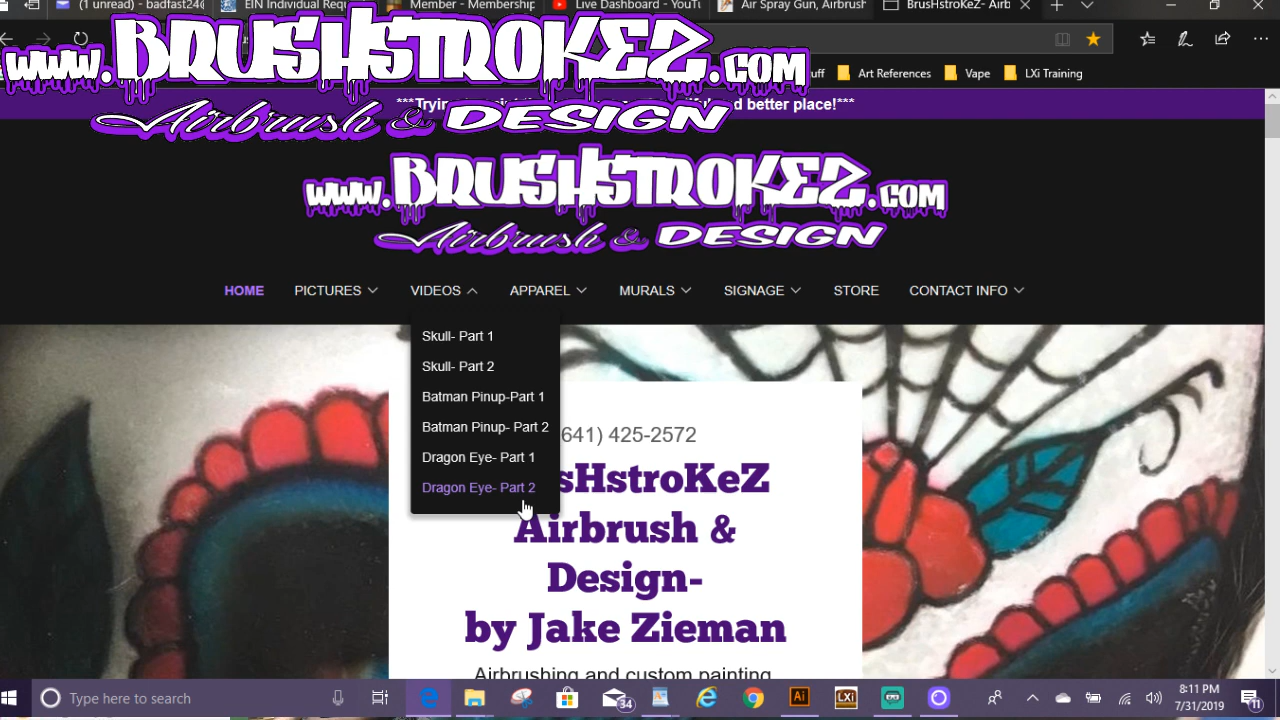 (1 unread) - badfast24
EIN Individual Requ
Member - Membership
Live Dashboard - YouTu
Air Spray Gun, Airbrush
BrusHstroKeZ- Airb
www.BRUSHSTROKEZ.com
Airbrush & DESIGN
uff
Art References
Vape
LXi Training
***Tryin
d better place!***
www.BRUSHSTROKEZ.com
Airbrush & DESIGN
HOME
PICTURES
VIDEOS
APPAREL
MURALS
SIGNAGE
STORE
CONTACT INFO
Skull- Part 1
Skull- Part 2
Batman Pinup-Part 1
Batman Pinup- Part 2
Dragon Eye- Part 1
Dragon Eye- Part 2
641) 425-2572
sHstroKeZ
Airbrush &
Design-
by Jake Zieman
Airbrushing and custom painting
Type here to search
34
Ai
LXi
8:11 PM
7/31/2019
11